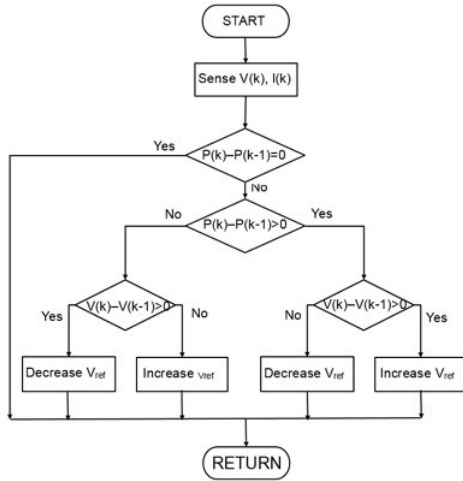 START
Sense V(k), I(k)
Yes
P(k)–P(k-1)=0
No
No
P(k)–P(k-1)>0
Yes
V(k)–V(k-1)>0
V(k)–V(k-1)>0
Yes
No
No
Yes
Decrease Vref
Increase Vref
Decrease Vref
Increase Vref
RETURN